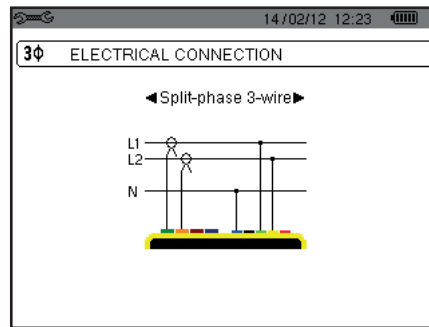 14/02/12 12:23
3Φ ELECTRICAL CONNECTION
◄Split-phase 3-wire►
L1
L2
N